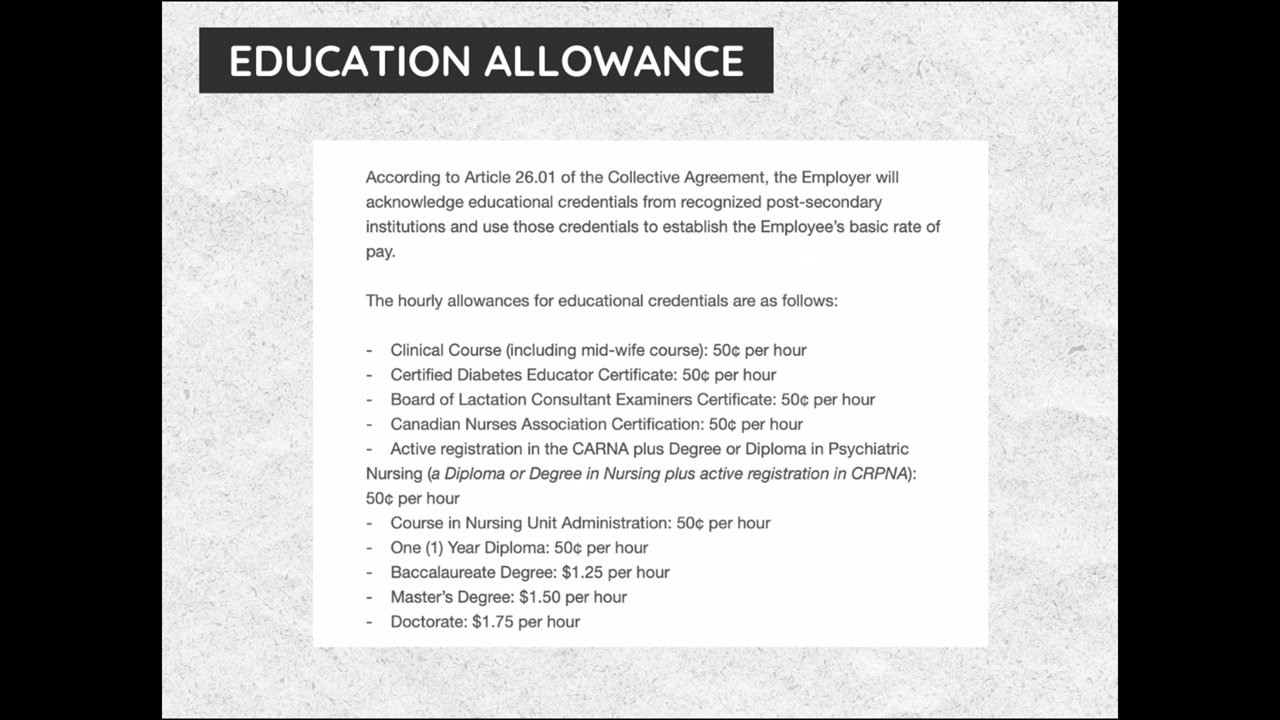 EDUCATION ALLOWANCE
According to Article 26.01 of the Collective Agreement, the Employer will
acknowledge educational credentials from recognized post-secondary
institutions and use those credentials to establish the Employee’s basic rate of
pay.
The hourly allowances for educational credentials are as follows:
- Clinical Course (including mid-wife course): 50¢ per hour
- Certified Diabetes Educator Certificate: 50¢ per hour
- Board of Lactation Consultant Examiners Certificate: 50¢ per hour
- Canadian Nurses Association Certification: 50¢ per hour
- Active registration in the CARNA plus Degree or Diploma in Psychiatric
Nursing (a Diploma or Degree in Nursing plus active registration in CRPNA):
50¢ per hour
- Course in Nursing Unit Administration: 50¢ per hour
- One (1) Year Diploma: 50¢ per hour
- Baccalaureate Degree: $1.25 per hour
- Master’s Degree: $1.50 per hour
- Doctorate: $1.75 per hour